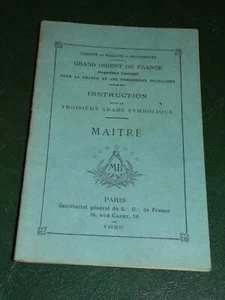 LIBERTÉ — ÉGALITÉ — FRATERNITÉ
GRAND ORIENT DE FRANCE
Suprême Conseil
POUR LA FRANCE ET LES POSSESSIONS FRANÇAISES
INSTRUCTION
POUR LE
TROISIÈME GRADE SYMBOLIQUE
MAITRE
MB
PARIS
Secrétariat général du G∴ O∴ de France
16, RUE CADET, 16